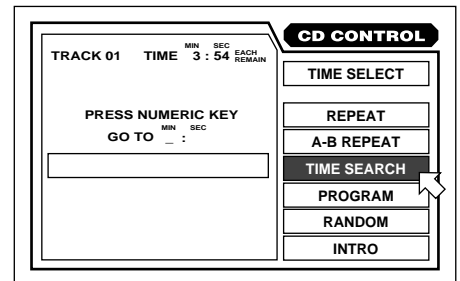 CD CONTROL
TRACK 01 TIME MIN 3 : SEC 54 EACH REMAIN
TIME SELECT
PRESS NUMERIC KEY
GO TO MIN _ : SEC
REPEAT
A-B REPEAT
TIME SEARCH
PROGRAM
RANDOM
INTRO